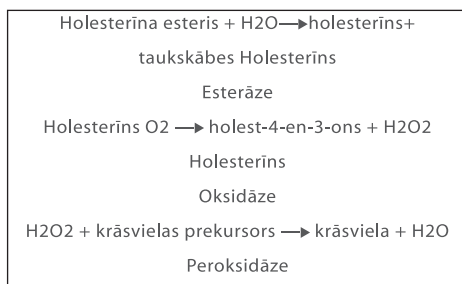 Holesterīna esteris + H2O→holesterīns+
taukskābes Holesterīns
Esterāze
Holesterīns O2 → holest-4-en-3-ons + H2O2
Holesterīns
Oksidāze
H2O2 + krāsvielas prekursors → krāsviela + H2O
Peroksidāze